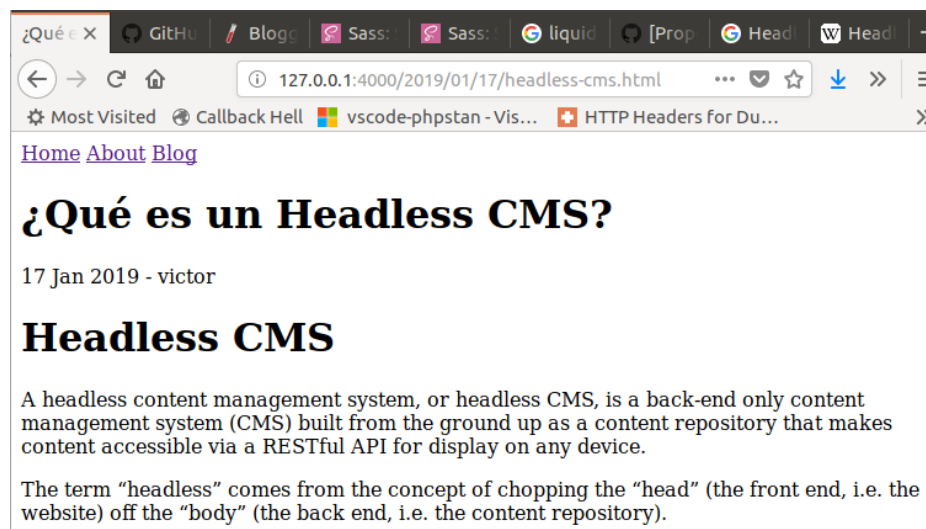 ¿Qué e GitHu Blogg Sass: Sass: liquid [Prop Head Head
127.0.0.1:4000/2019/01/17/headless-cms.html
Most Visited Callback Hell vscode-phpstan - Vis... HTTP Headers for Du...
Home About Blog
¿Qué es un Headless CMS?
17 Jan 2019 - victor
Headless CMS
A headless content management system, or headless CMS, is a back-end only content
management system (CMS) built from the ground up as a content repository that makes
content accessible via a RESTful API for display on any device.
The term “headless” comes from the concept of chopping the “head” (the front end, i.e. the
website) off the “body” (the back end, i.e. the content repository).